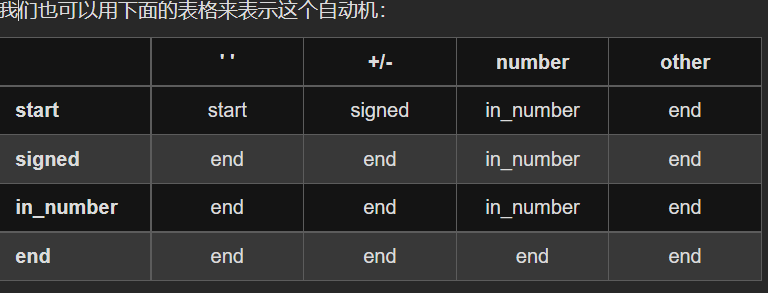 我们也可以用下面的表格来表示这个自动机：
' ' +/- number other
start start signed in_number end
signed end end in_number end
in_number end end in_number end
end end end end end